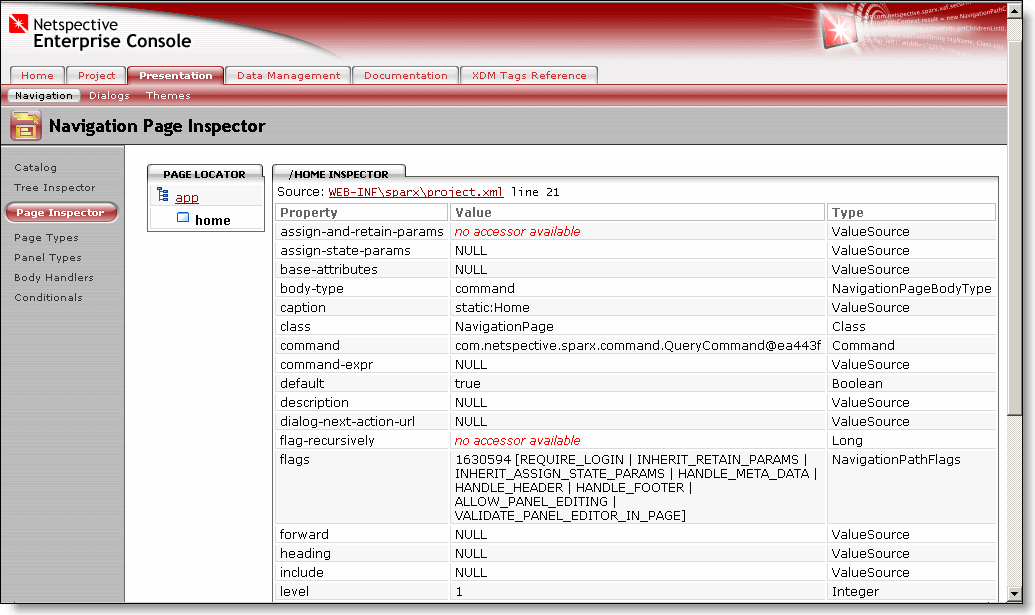 Netspective
Enterprise Console
com.netspective.sparx.xaf.secur
Home Project Presentation Data Management Documentation XDM Tags Reference
Navigation Dialogs Themes
Navigation Page Inspector
Catalog
Tree Inspector
Page Inspector
Page Types
Panel Types
Body Handlers
Conditionals
PAGE LOCATOR
app
home
/HOME INSPECTOR
Source: WEB-INF\sparx\project.xml line 21
Property Value Type
assign-and-retain-params no accessor available ValueSource
assign-state-params NULL ValueSource
base-attributes NULL ValueSource
body-type command NavigationPageBodyType
caption static:Home ValueSource
class NavigationPage Class
command com.netspective.sparx.command.QueryCommand@ea443f Command
command-expr NULL ValueSource
default true Boolean
description NULL ValueSource
dialog-next-action-url NULL ValueSource
flag-recursively no accessor available Long
flags 1630594 [REQUIRE_LOGIN | INHERIT_RETAIN_PARAMS | NavigationPathFlags
INHERIT_ASSIGN_STATE_PARAMS | HANDLE_META_DATA |
HANDLE_HEADER | HANDLE_FOOTER |
ALLOW_PANEL_EDITING |
VALIDATE_PANEL_EDITOR_IN_PAGE]
forward NULL ValueSource
heading NULL ValueSource
include NULL ValueSource
level 1 Integer